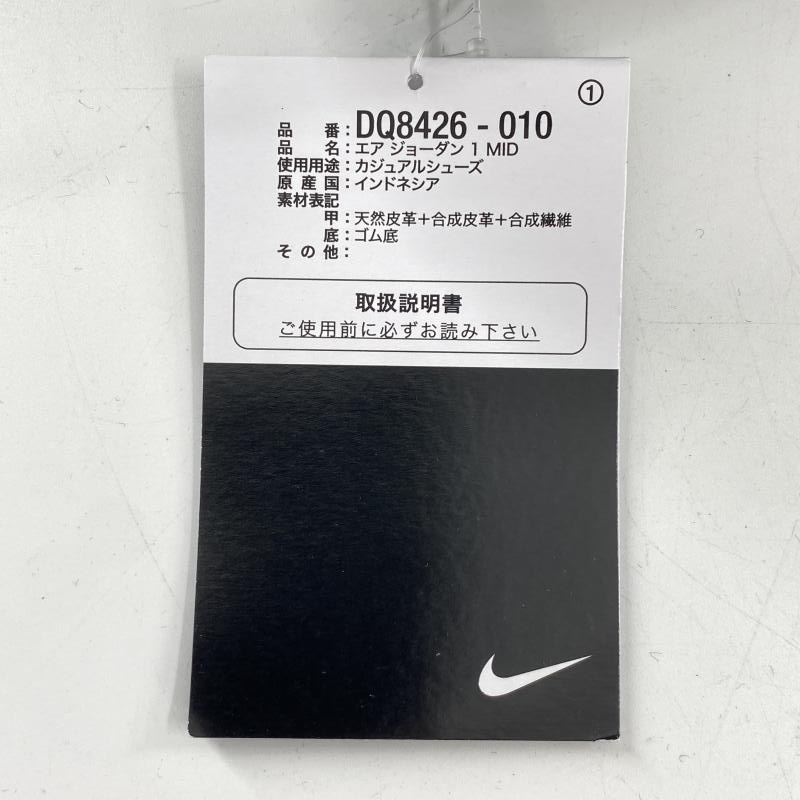 ①
品番：DQ8426 - 010
品名：エア ジョーダン 1 MID
使用用途：カジュアルシューズ
原産国：インドネシア
素材表記
甲：天然皮革＋合成皮革＋合成繊維
底：ゴム底
その他：
取扱説明書
ご使用前に必ずお読み下さい